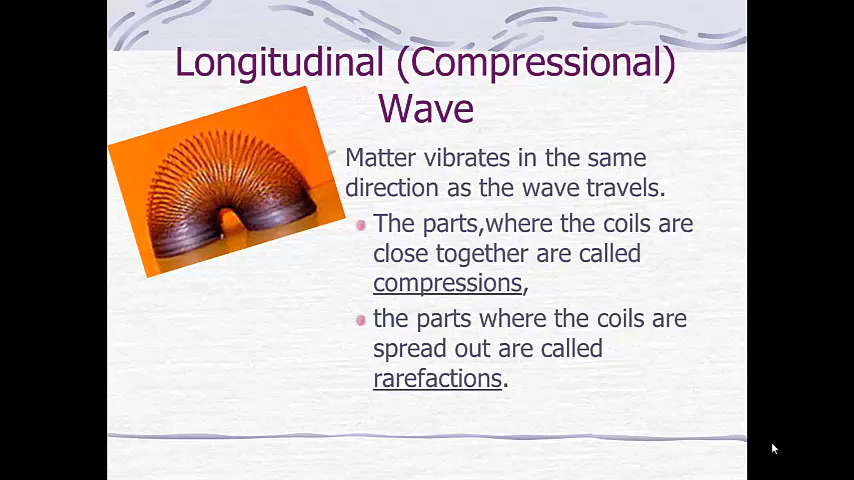 Longitudinal (Compressional)
Wave
Matter vibrates in the same
direction as the wave travels.
The parts,where the coils are
close together are called
compressions,
the parts where the coils are
spread out are called
rarefactions.